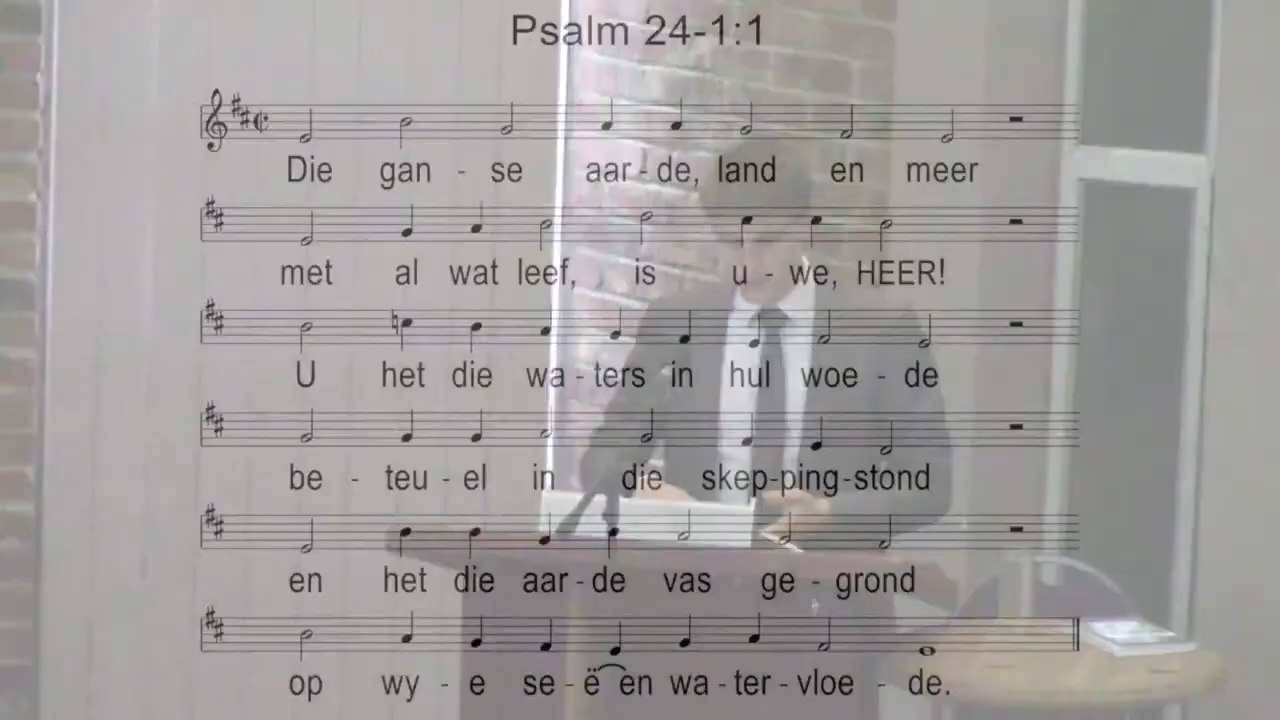 Psalm 24-1:1
Die gan - se aar - de, land en meer
met al wat leef, is u - we, HEER!
U het die wa - ters in hul woe - de
be - teu - el in die skep-ping-stond
en het die aar - de vas ge - grond
op wy - e se - ë en wa - ter - vloe - de.